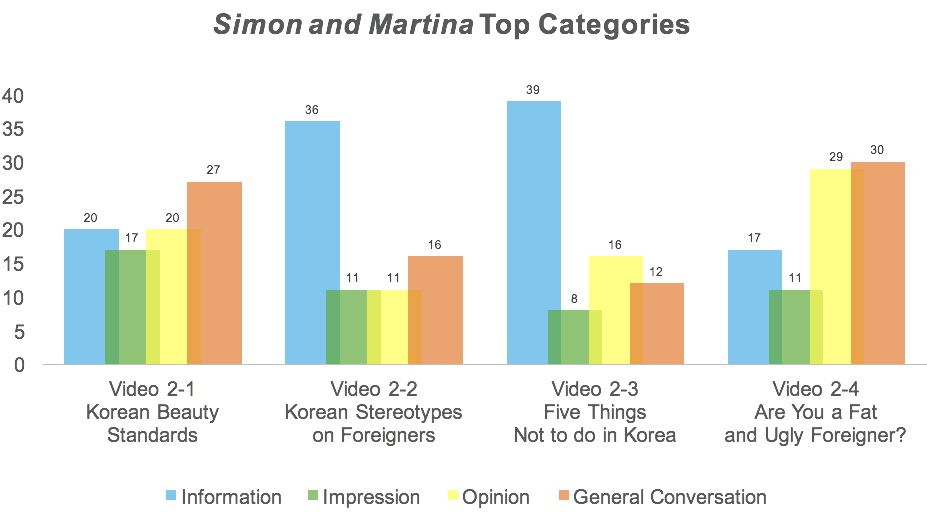 Simon and Martina Top Categories
40
35
30
25
20
15
10
5
0
20
17
20
27
36
11
11
16
39
8
16
12
17
11
29
30
Video 2-1
Korean Beauty
Standards
Video 2-2
Korean Stereotypes
on Foreigners
Video 2-3
Five Things
Not to do in Korea
Video 2-4
Are You a Fat
and Ugly Foreigner?
Information Impression Opinion General Conversation